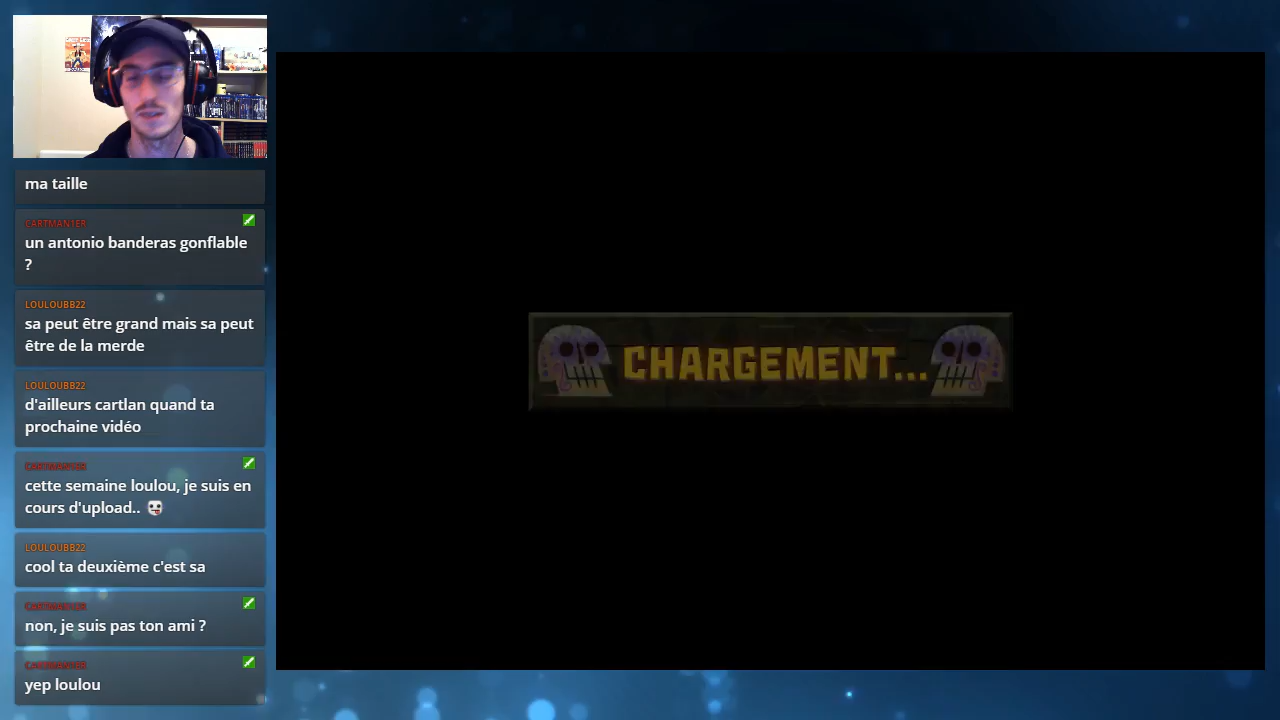 ma taille
CARTMAN1ER
un antonio banderas gonflable
?
LOULOUBB22
sa peut être grand mais sa peut
être de la merde
LOULOUBB22
d'ailleurs cartlan quand ta
prochaine vidéo
cette semaine loulou, je suis en
cours d'upload..
LOULOUBB22
cool ta deuxième c'est sa
non, je suis pas ton ami ?
yep loulou
CHARGEMENT...